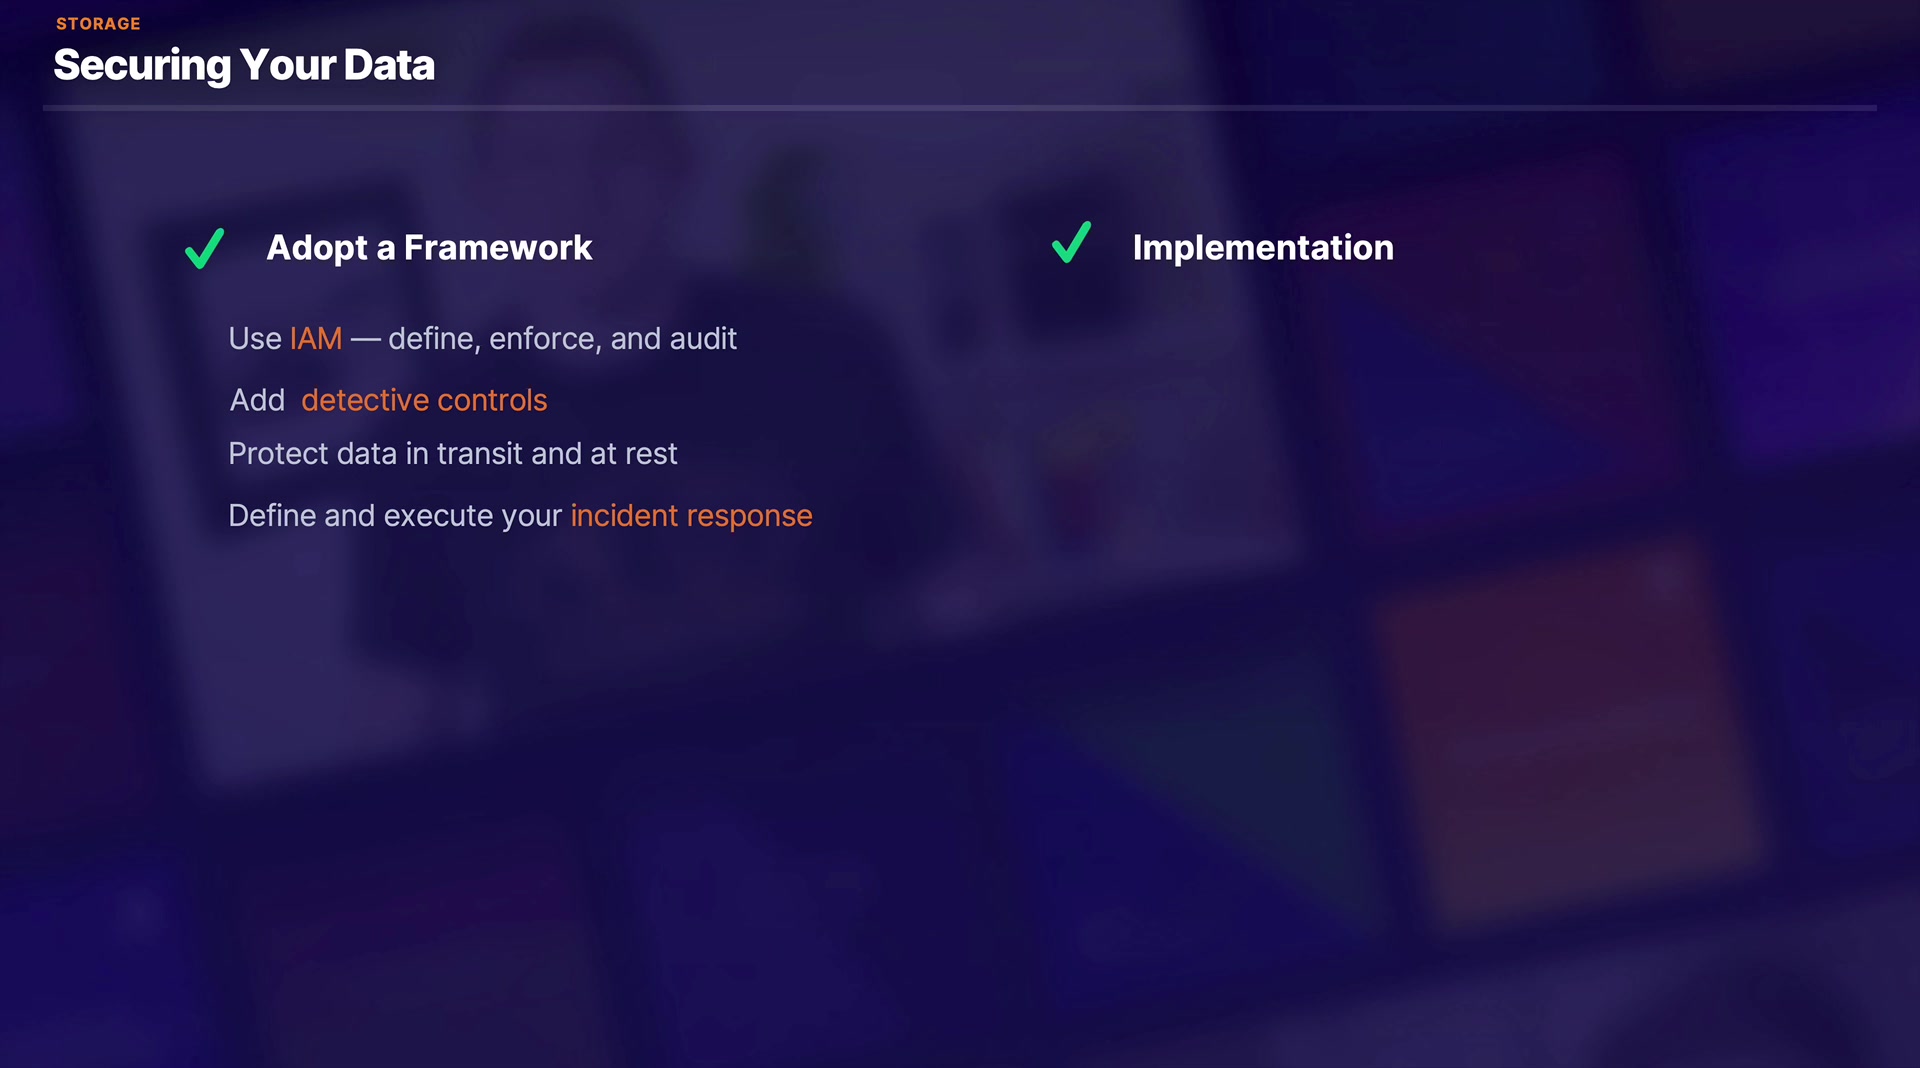 STORAGE
Securing Your Data
Adopt a Framework
Use IAM — define, enforce, and audit
Add detective controls
Protect data in transit and at rest
Define and execute your incident response
Implementation